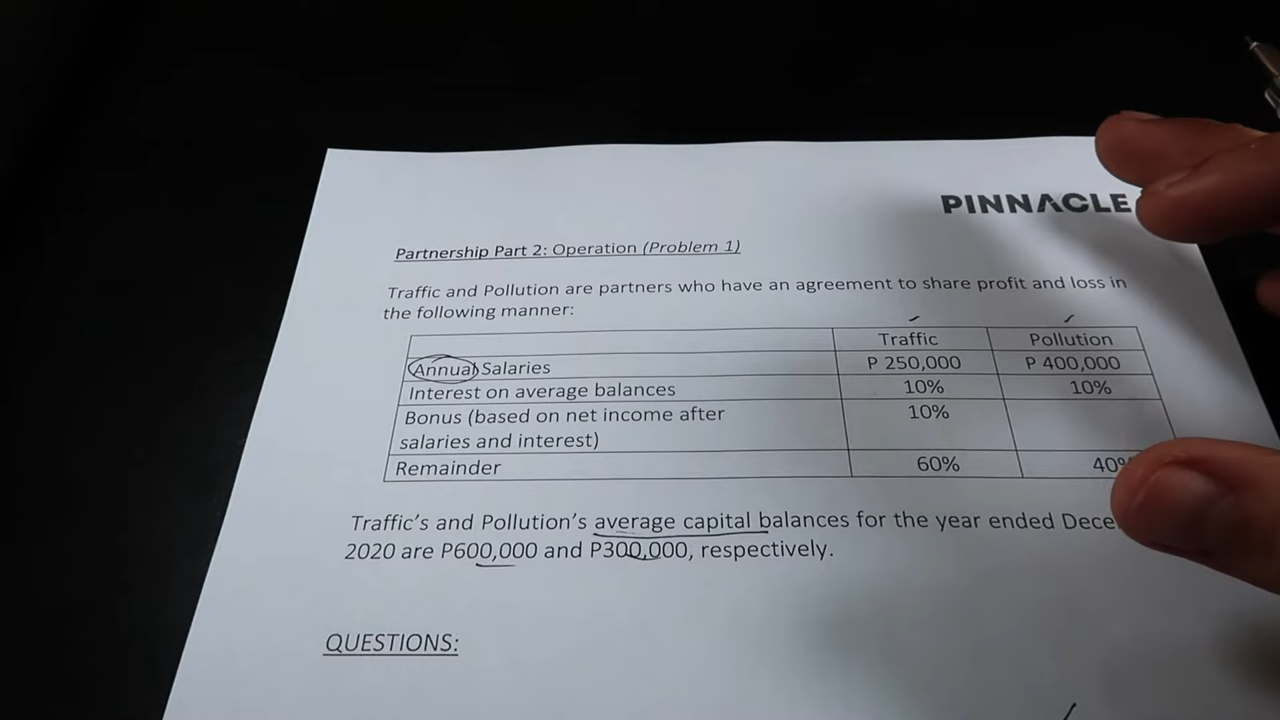 PINNACLE
Partnership Part 2: Operation (Problem 1)
Traffic and Pollution are partners who have an agreement to share profit and loss in
the following manner:
Traffic Pollution
Annual Salaries P 250,000 P 400,000
Interest on average balances 10% 10%
Bonus (based on net income after 10%
salaries and interest)
Remainder 60% 40%
Traffic's and Pollution's average capital balances for the year ended
2020 are P600,000 and P300,000, respectively.
QUESTIONS: